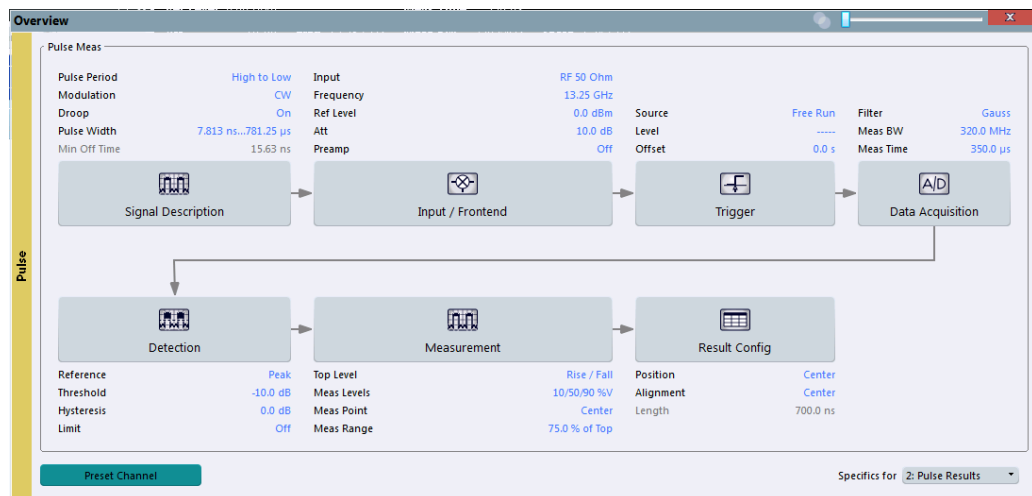 Overview
x
Pulse
Pulse Meas
Pulse Period High to Low Input RF 50 Ohm
Modulation CW Frequency 13.25 GHz
Droop On Ref Level 0.0 dBm Source Free Run Filter Gauss
Pulse Width 7.813 ns...781.25 µs Att 10.0 dB Level ----- Meas BW 320.0 MHz
Min Off Time 15.63 ns Preamp Off Offset 0.0 s Meas Time 350.0 µs
A/D
Signal Description Input / Frontend Trigger Data Acquisition
Detection Measurement Result Config
Reference Peak Top Level Rise / Fall Position Center
Threshold -10.0 dB Meas Levels 10/50/90 %V Alignment Center
Hysteresis 0.0 dB Meas Point Center Length 700.0 ns
Limit Off Meas Range 75.0 % of Top
Preset Channel Specifics for 2: Pulse Results